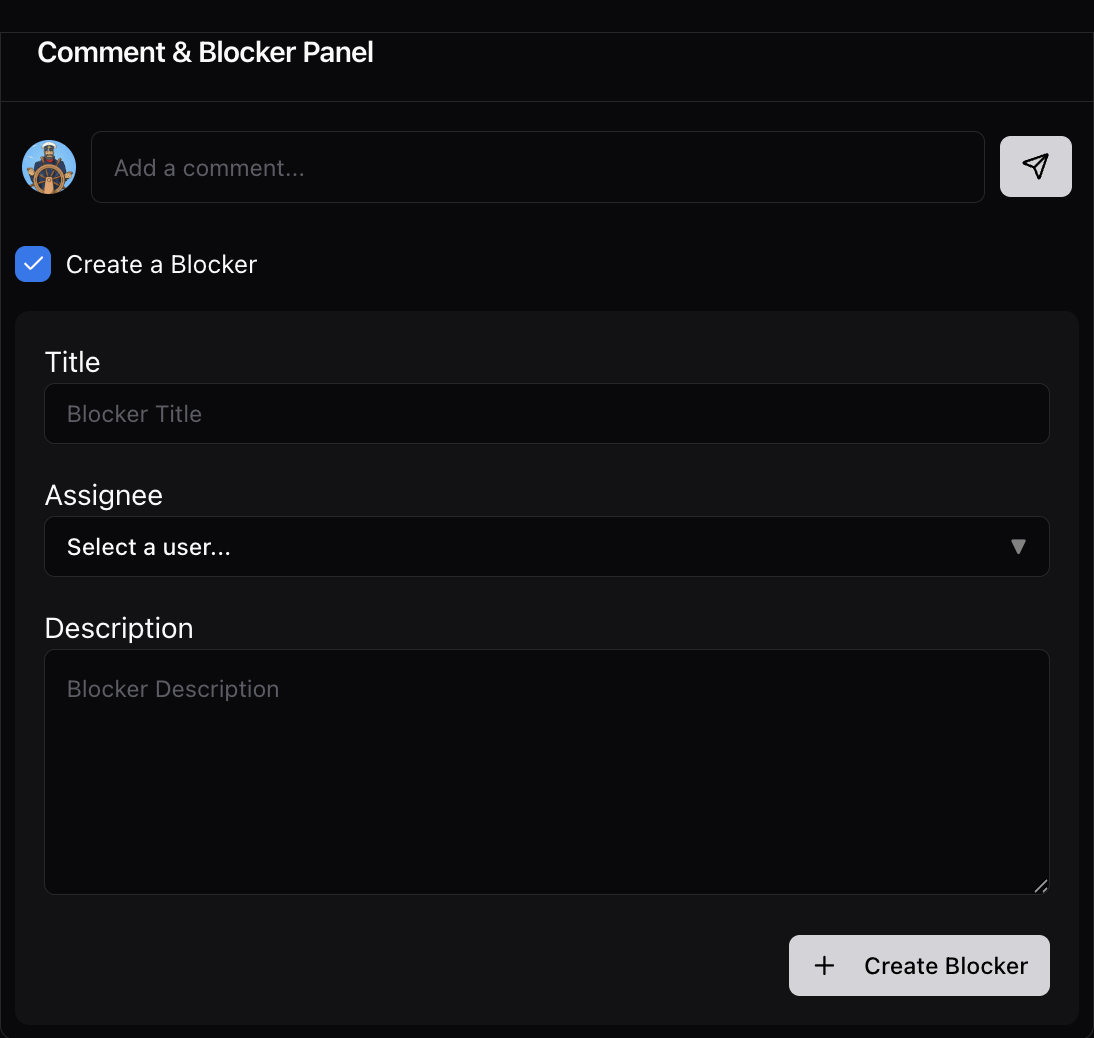 Comment & Blocker Panel
Add a comment...
Create a Blocker
Title
Blocker Title
Assignee
Select a user...
Description
Blocker Description
Create Blocker